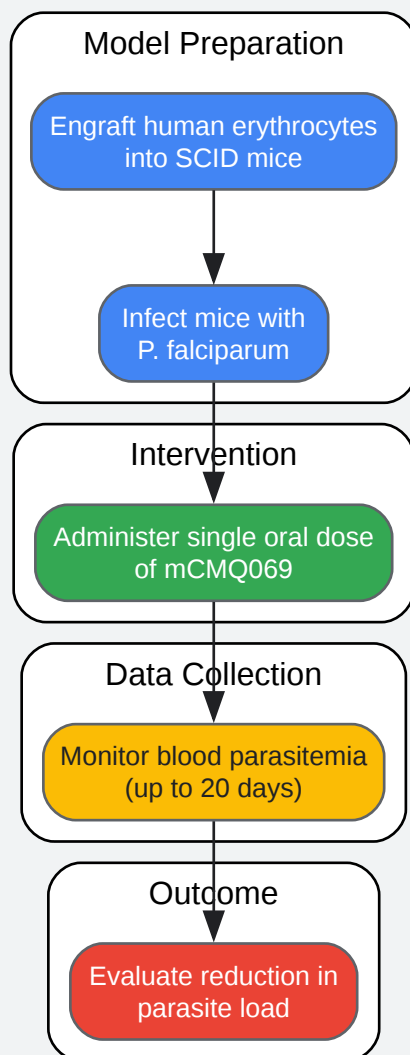 Model Preparation
Engraft human erythrocytes
into SCID mice
Infect mice with
P. falciparum
Intervention
Administer single oral dose
of mCMQ069
Data Collection
Monitor blood parasitemia
(up to 20 days)
Outcome
Evaluate reduction in
parasite load